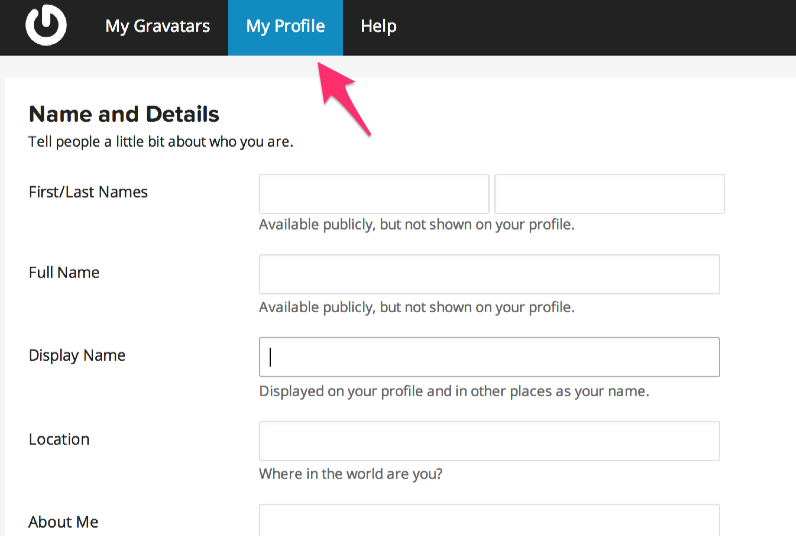 My Gravatars My Profile Help
Name and Details
Tell people a little bit about who you are.
First/Last Names
Available publicly, but not shown on your profile.
Full Name
Available publicly, but not shown on your profile.
Display Name
Displayed on your profile and in other places as your name.
Location
Where in the world are you?
About Me